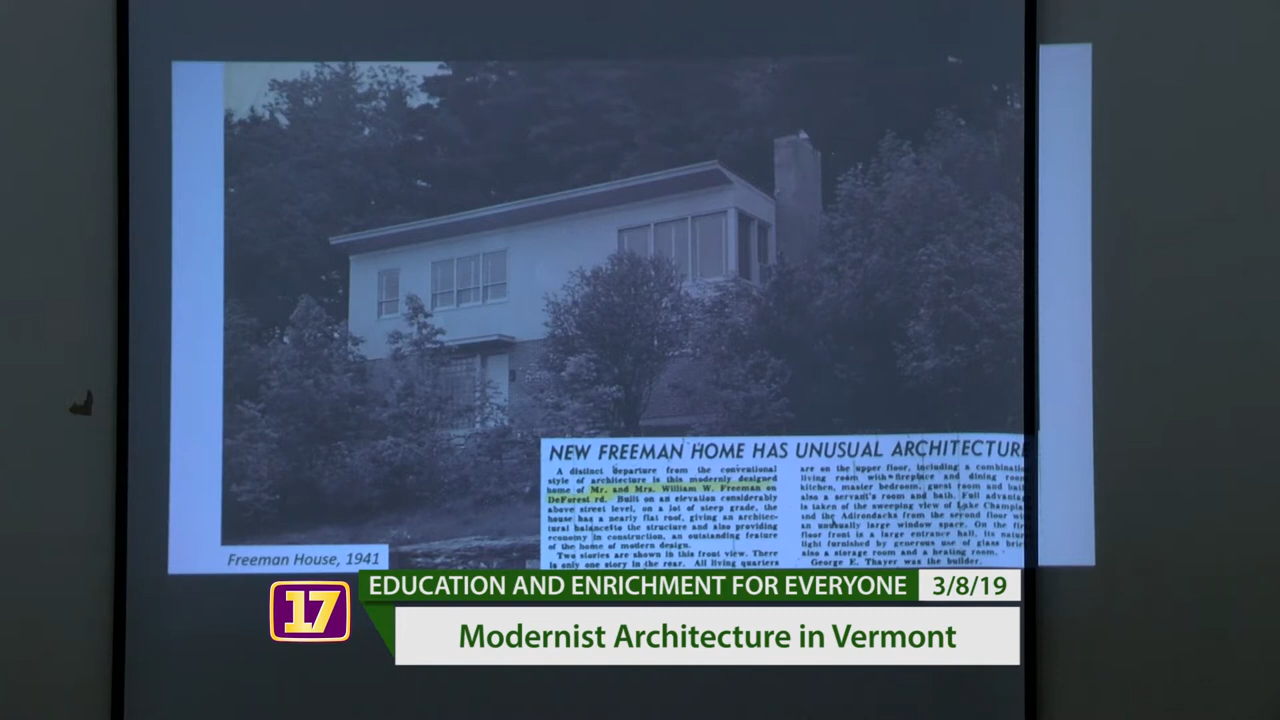 NEW FREEMAN HOME HAS UNUSUAL ARCHITECTURE
A distinct departure from the conventional
style of architecture is this modernly designed
home of Mr. and Mrs. William W. Freeman on
DeForest rd. Built on an elevation considerably
above street level, on a lot of steep grade, the
house has a nearly flat roof, giving an architec-
tural balance to the structure and also providing
economy in construction, an outstanding feature
of the home of modern design.
Two stories are shown in this front view. There
is only one story in the rear. All living quarters
are on the upper floor, including a combination
living room with fireplace and dining room
kitchen, master bedroom, guest room and bath
also a servant's room and bath. Full advantage
is taken of the sweeping view of Lake Champlain
and the Adirondacks from the second floor with
an unusually large window space. On the first
floor front is a large entrance hall, its natural
light furnished by generous use of glass brick
also a storage room and a heating room.
George E. Thayer was the builder.
Freeman House, 1941
17
EDUCATION AND ENRICHMENT FOR EVERYONE 3/8/19
Modernist Architecture in Vermont